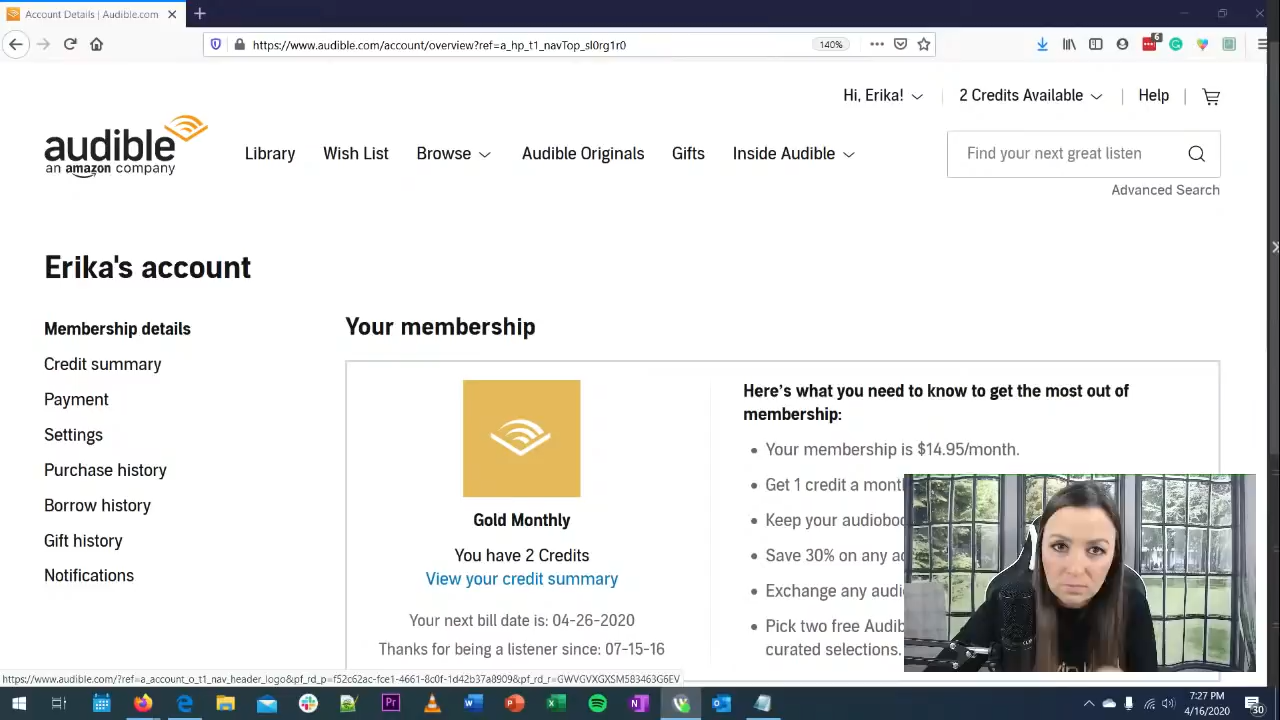 Account Details | Audible.com
https://www.audible.com/account/overview?ref=a_hp_t1_navTop_sl0rg1r0
140%
6
Hi, Erika!
2 Credits Available
Help
audible
an amazon company
Library
Wish List
Browse
Audible Originals
Gifts
Inside Audible
Find your next great listen
Advanced Search
Erika's account
Membership details
Credit summary
Payment
Settings
Purchase history
Borrow history
Gift history
Notifications
Your membership
Gold Monthly
You have 2 Credits
View your credit summary
Your next bill date is: 04-26-2020
Thanks for being a listener since: 07-15-16
Here's what you need to know to get the most out of
membership:
Your membership is $14.95/month.
Get 1 credit a mont
Keep your audioboo
Save 30% on any a
Exchange any audi
Pick two free Audib
curated selections.
7:27 PM
4/16/2020
30